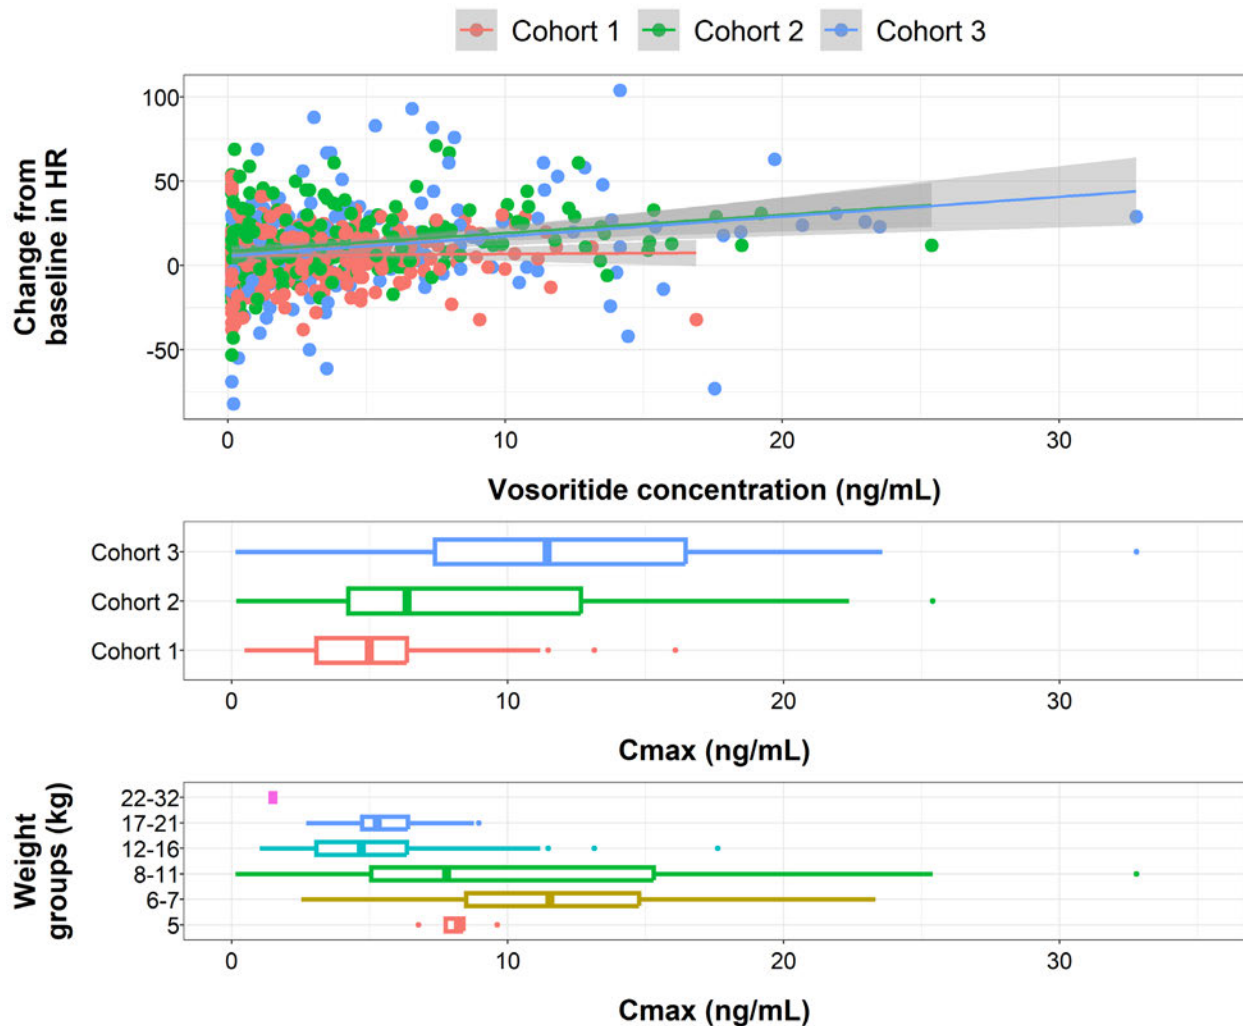 Cohort 1 Cohort 2 Cohort 3
Change from
baseline in HR
100
50
0
-50
0 10 20 30
Vosoritide concentration (ng/mL)
Cohort 3
Cohort 2
Cohort 1
0 10 20 30
Cmax (ng/mL)
Weight
groups (kg)
22-32
17-21
12-16
8-11
6-7
5
0 10 20 30
Cmax (ng/mL)